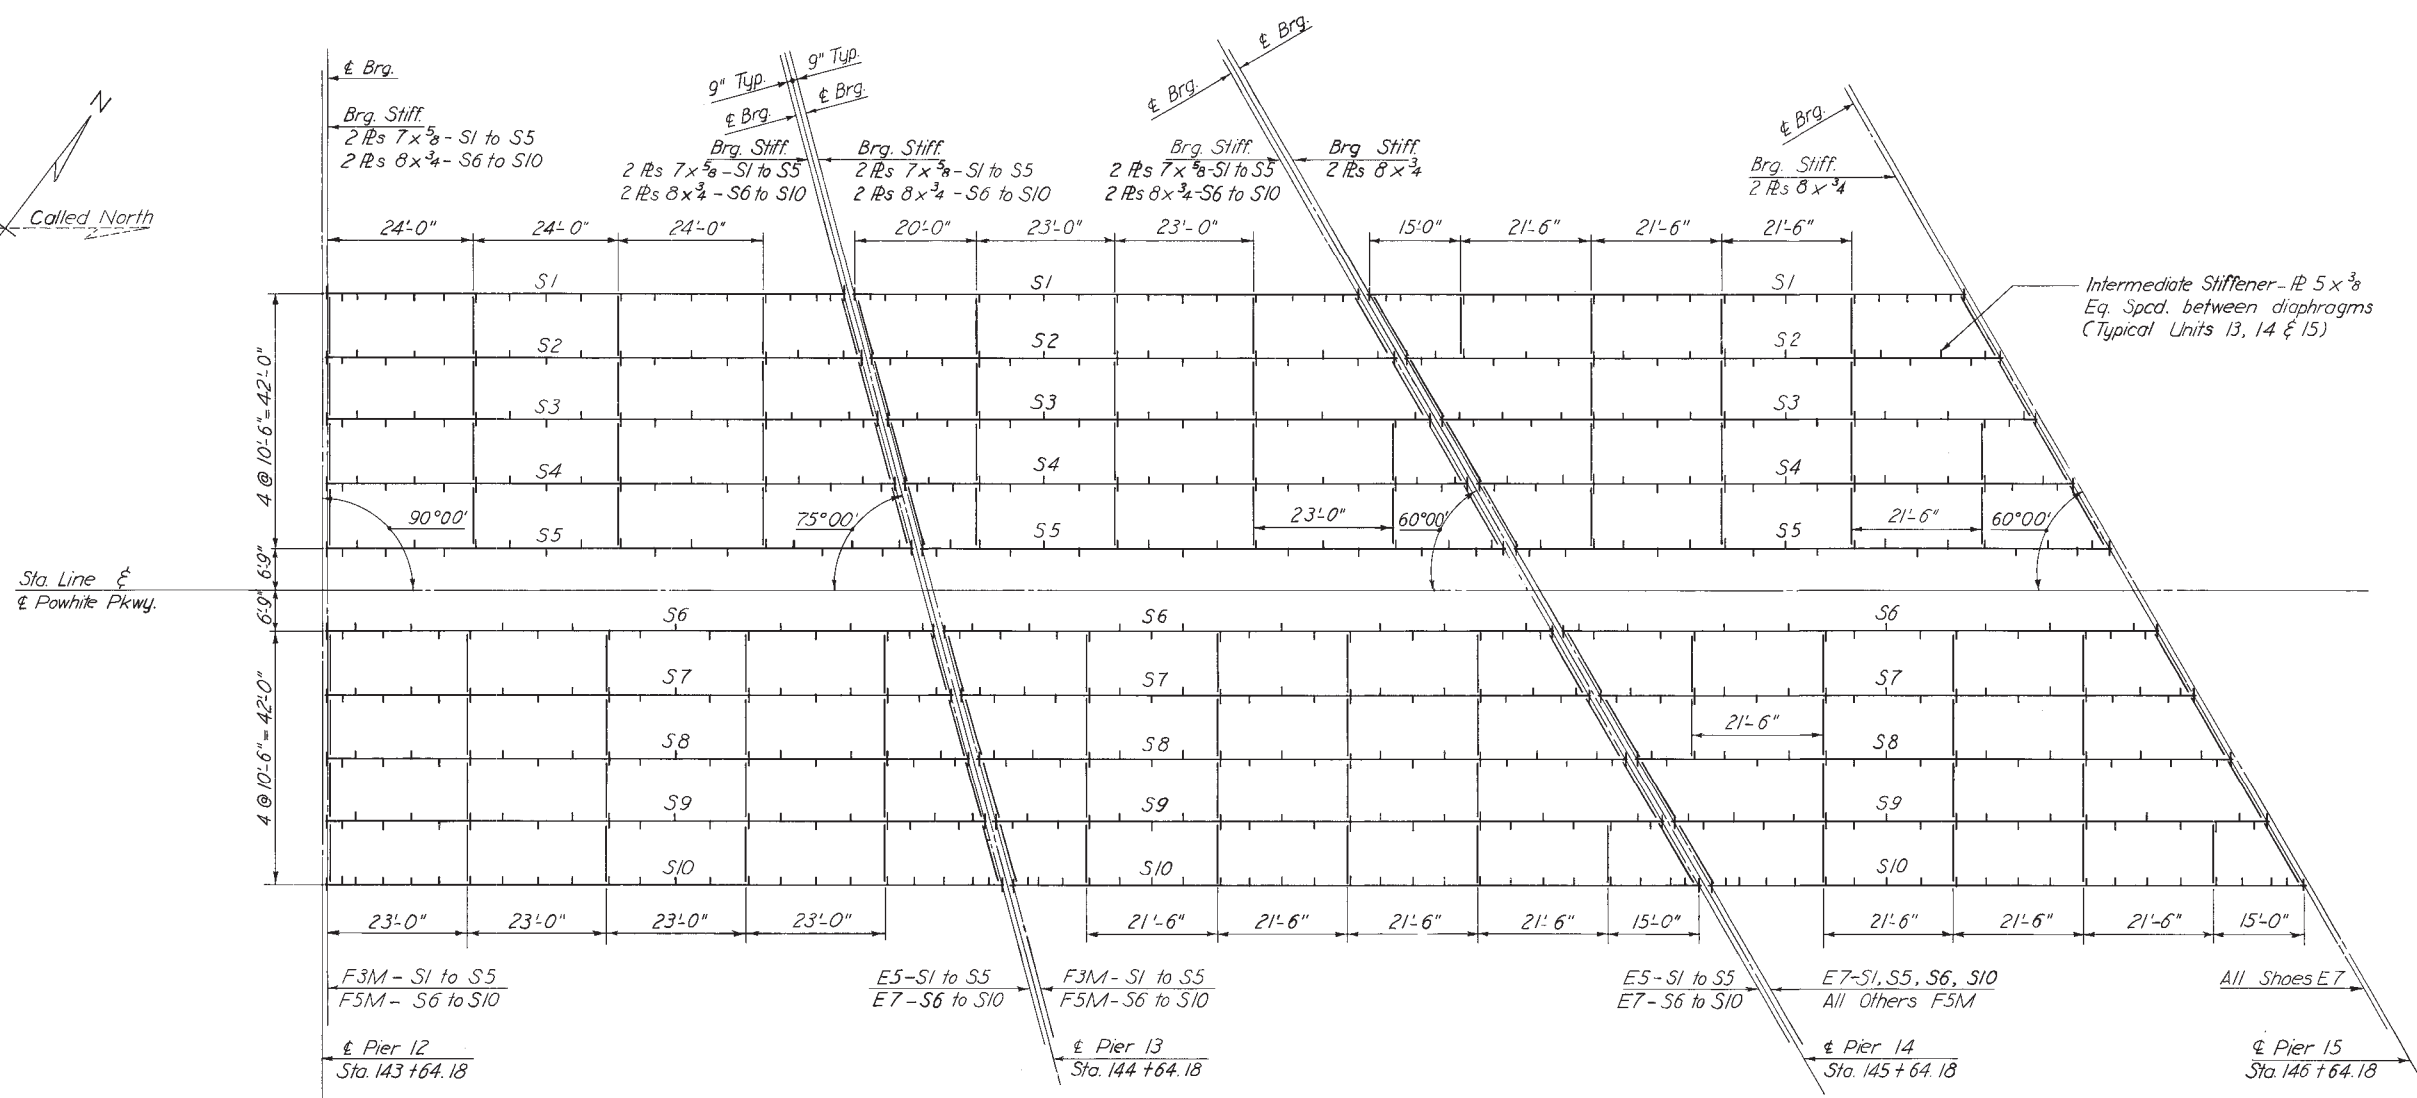 N
Called North
℄ Brg.
Brg. Stiff.
2 ℙs 7 x 5/8 - S1 to S5
2 ℙs 8 x 3/4 - S6 to S10
9" Typ.
9" Typ.
℄ Brg.
℄ Brg.
Brg. Stiff.
2 ℙs 7 x 5/8 - S1 to S5
2 ℙs 8 x 3/4 - S6 to S10
Brg. Stiff.
2 ℙs 7 x 5/8 - S1 to S5
2 ℙs 8 x 3/4 - S6 to S10
℄ Brg.
℄ Brg.
Brg. Stiff.
2 ℙs 7 x 5/8 - S1 to S5
2 ℙs 8 x 3/4 - S6 to S10
Brg Stiff.
2 ℙs 8 x 3/4
℄ Brg.
Brg. Stiff.
2 ℙs 8 x 3/4
24'-0" 24'-0" 24'-0" 20'-0" 23'-0" 23'-0" 15'-0" 21'-6" 21'-6" 21'-6"
S1 S1 S1
Intermediate Stiffener - ℙ 5 x 3/8
Eq. Spcd. between diaphragms
(Typical Units 13, 14 & 15)
S2 S2 S2
S3 S3 S3
S4 S4 S4
4 @ 10'-6" = 42'-0"
90°00' 75°00' 23'-0" 60°00' 21'-6" 60°00'
S5 S5 S5
6'-9"
Sta. Line &
℄ Powhite Pkwy.
6'-9"
S6 S6 S6
S7 S7 S7
21'-6"
S8 S8 S8
4 @ 10'-6" = 42'-0"
S9 S9 S9
S10 S10 S10
23'-0" 23'-0" 23'-0" 23'-0" 21'-6" 21'-6" 21'-6" 21'-6" 15'-0" 21'-6" 21'-6" 21'-6" 15'-0"
F3M - S1 to S5
F5M - S6 to S10
E5 - S1 to S5
E7 - S6 to S10
F3M - S1 to S5
F5M - S6 to S10
E5 - S1 to S5
E7 - S6 to S10
E7 - S1, S5, S6, S10
All Others F5M
All Shoes E7
℄ Pier 12
Sta. 143 + 64.18
℄ Pier 13
Sta. 144 + 64.18
℄ Pier 14
Sta. 145 + 64.18
℄ Pier 15
Sta. 146 + 64.18